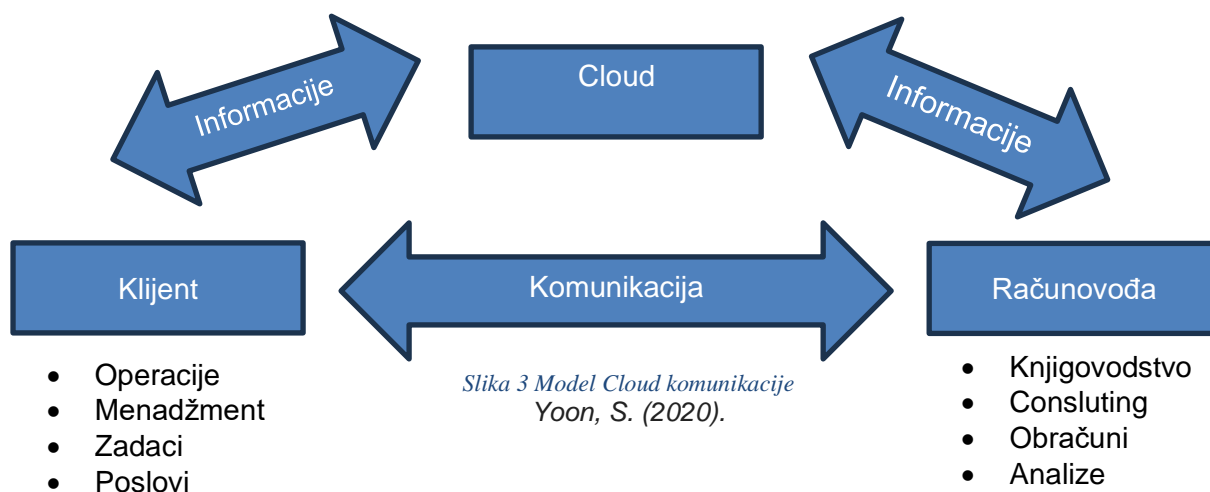 Cloud
Informacije
Informacije
Klijent
Komunikacija
Računovođa
• Operacije
• Menadžment
• Zadaci
• Poslovi
Slika 3 Model Cloud komunikacije
Yoon, S. (2020).
• Knjigovodstvo
• Consluting
• Obračuni
• Analize